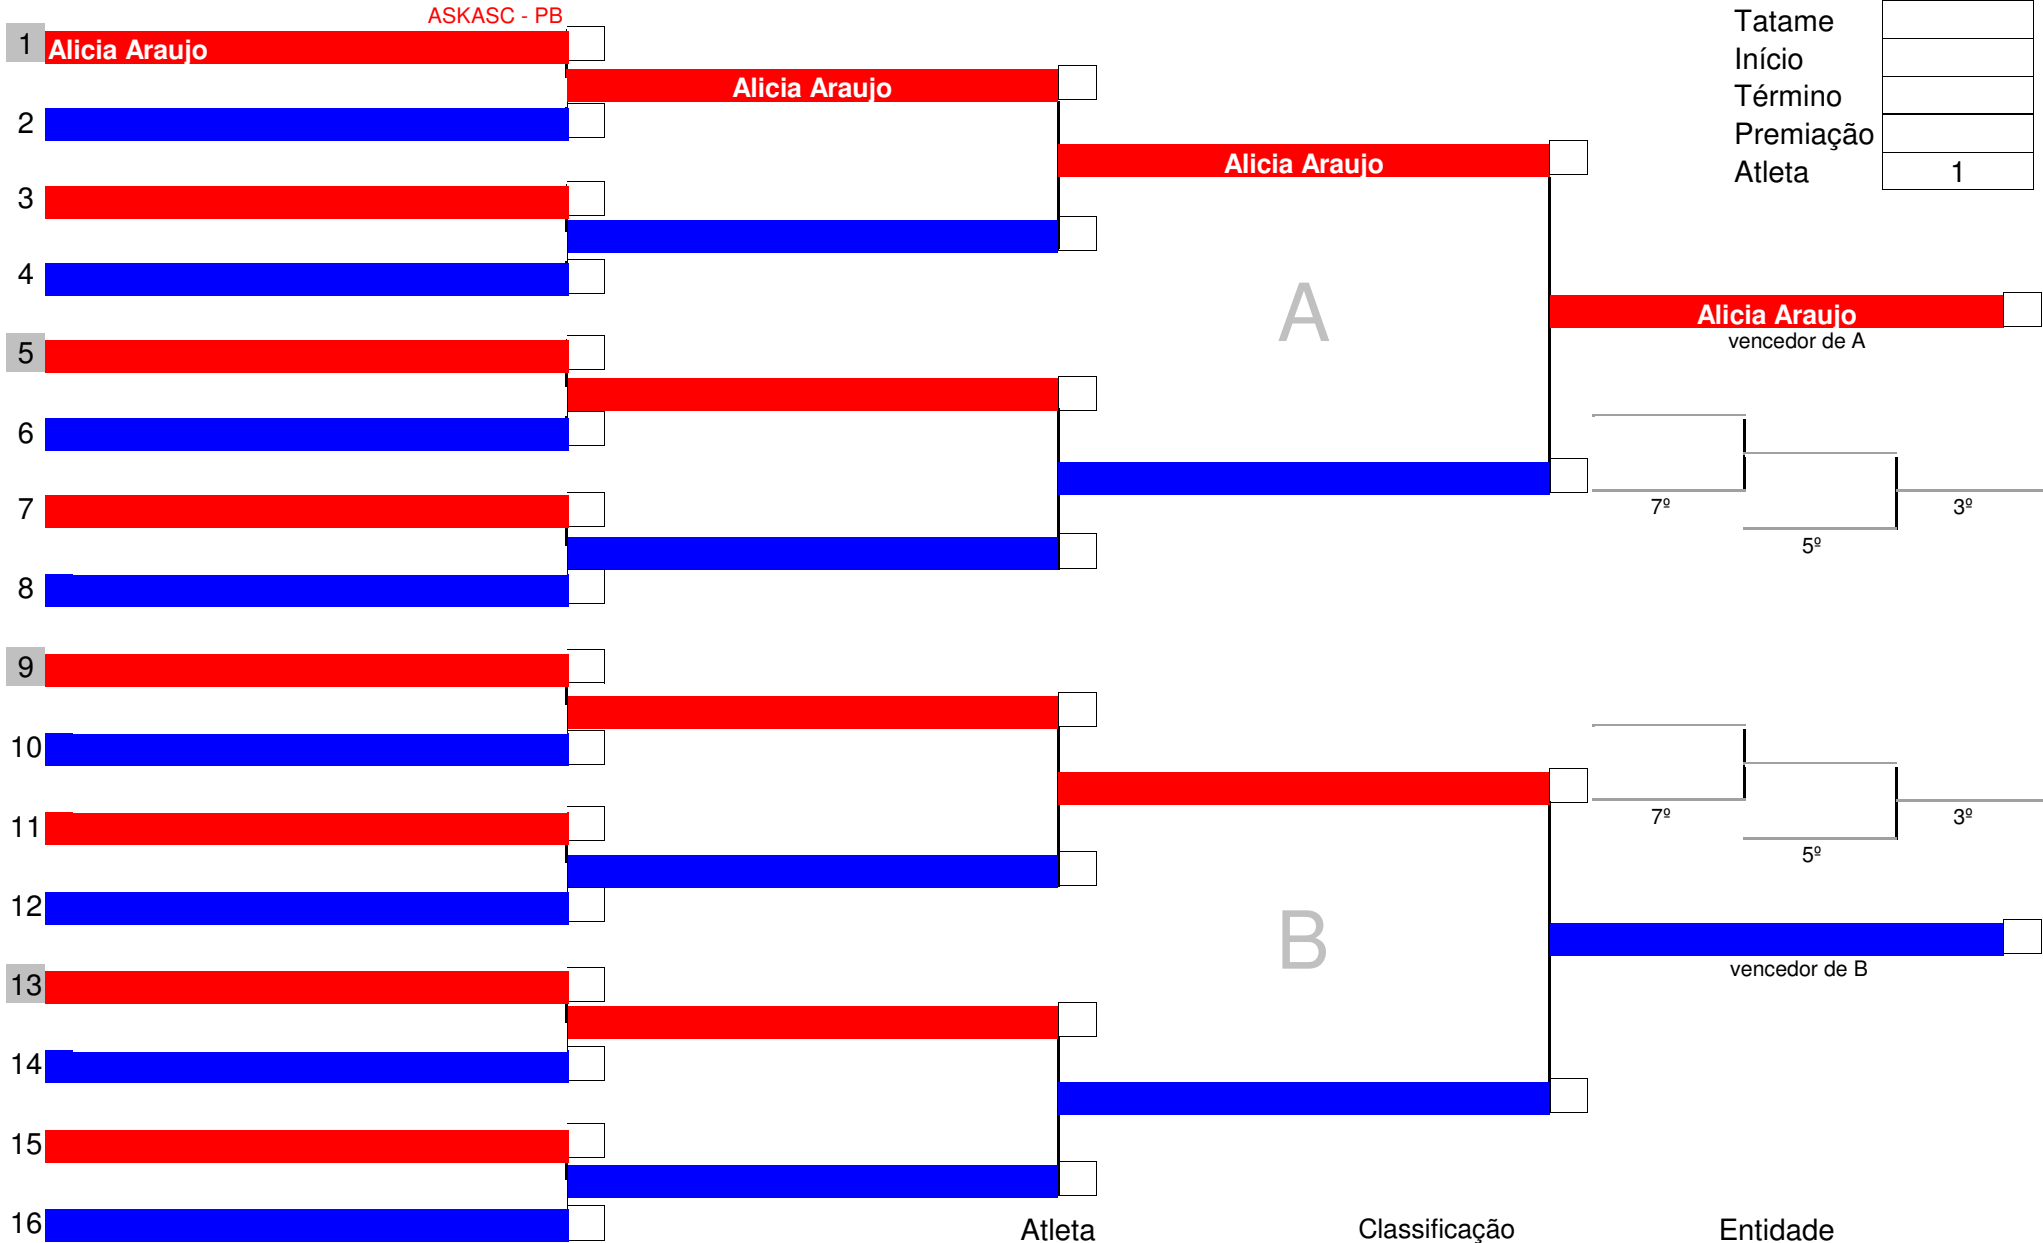 ASKASC - PB
1 Alicia Araujo
Alicia Araujo
2
Alicia Araujo
3
4
Tatame
Início
Término
Premiação
Atleta 1
A
Alicia Araujo
vencedor de A
5
6
7
8
7º
3º
5º
9
10
11
12
7º
3º
5º
B
vencedor de B
13
14
15
16
Atleta Classificação Entidade